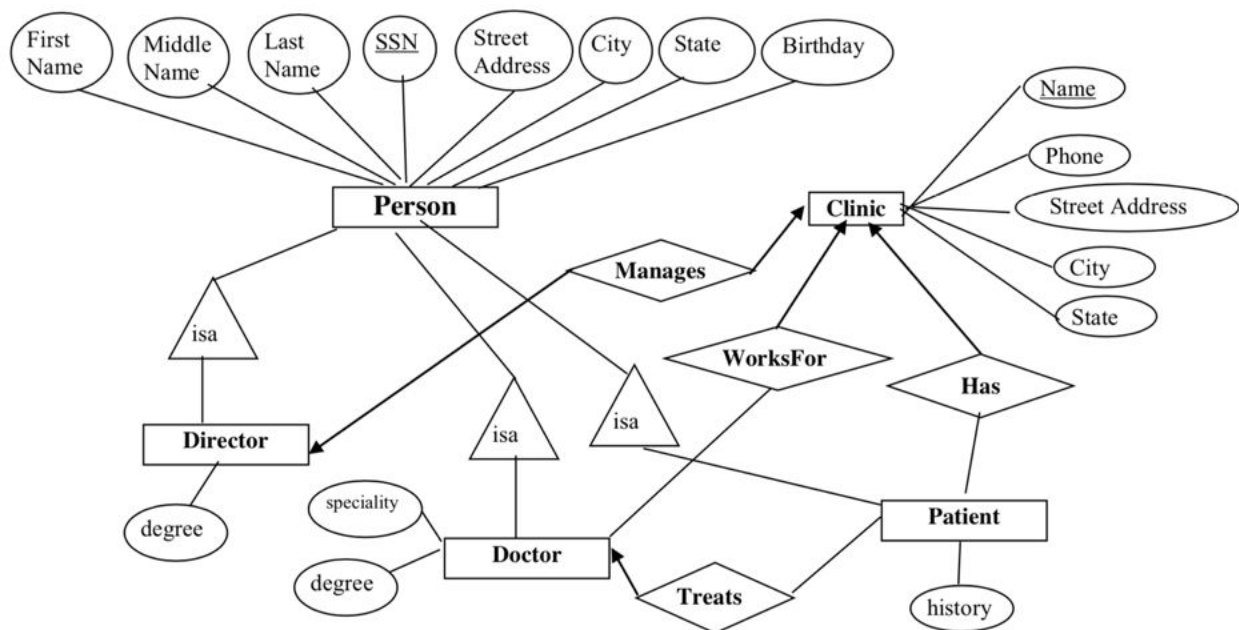 First
Name
Middle
Name
Last
Name
SSN
Street
Address
City
State
Birthday
Name
Phone
Street Address
City
State
Person
Clinic
Manages
isa
WorksFor
Has
isa
isa
Director
degree
speciality
degree
Doctor
Patient
Treats
history